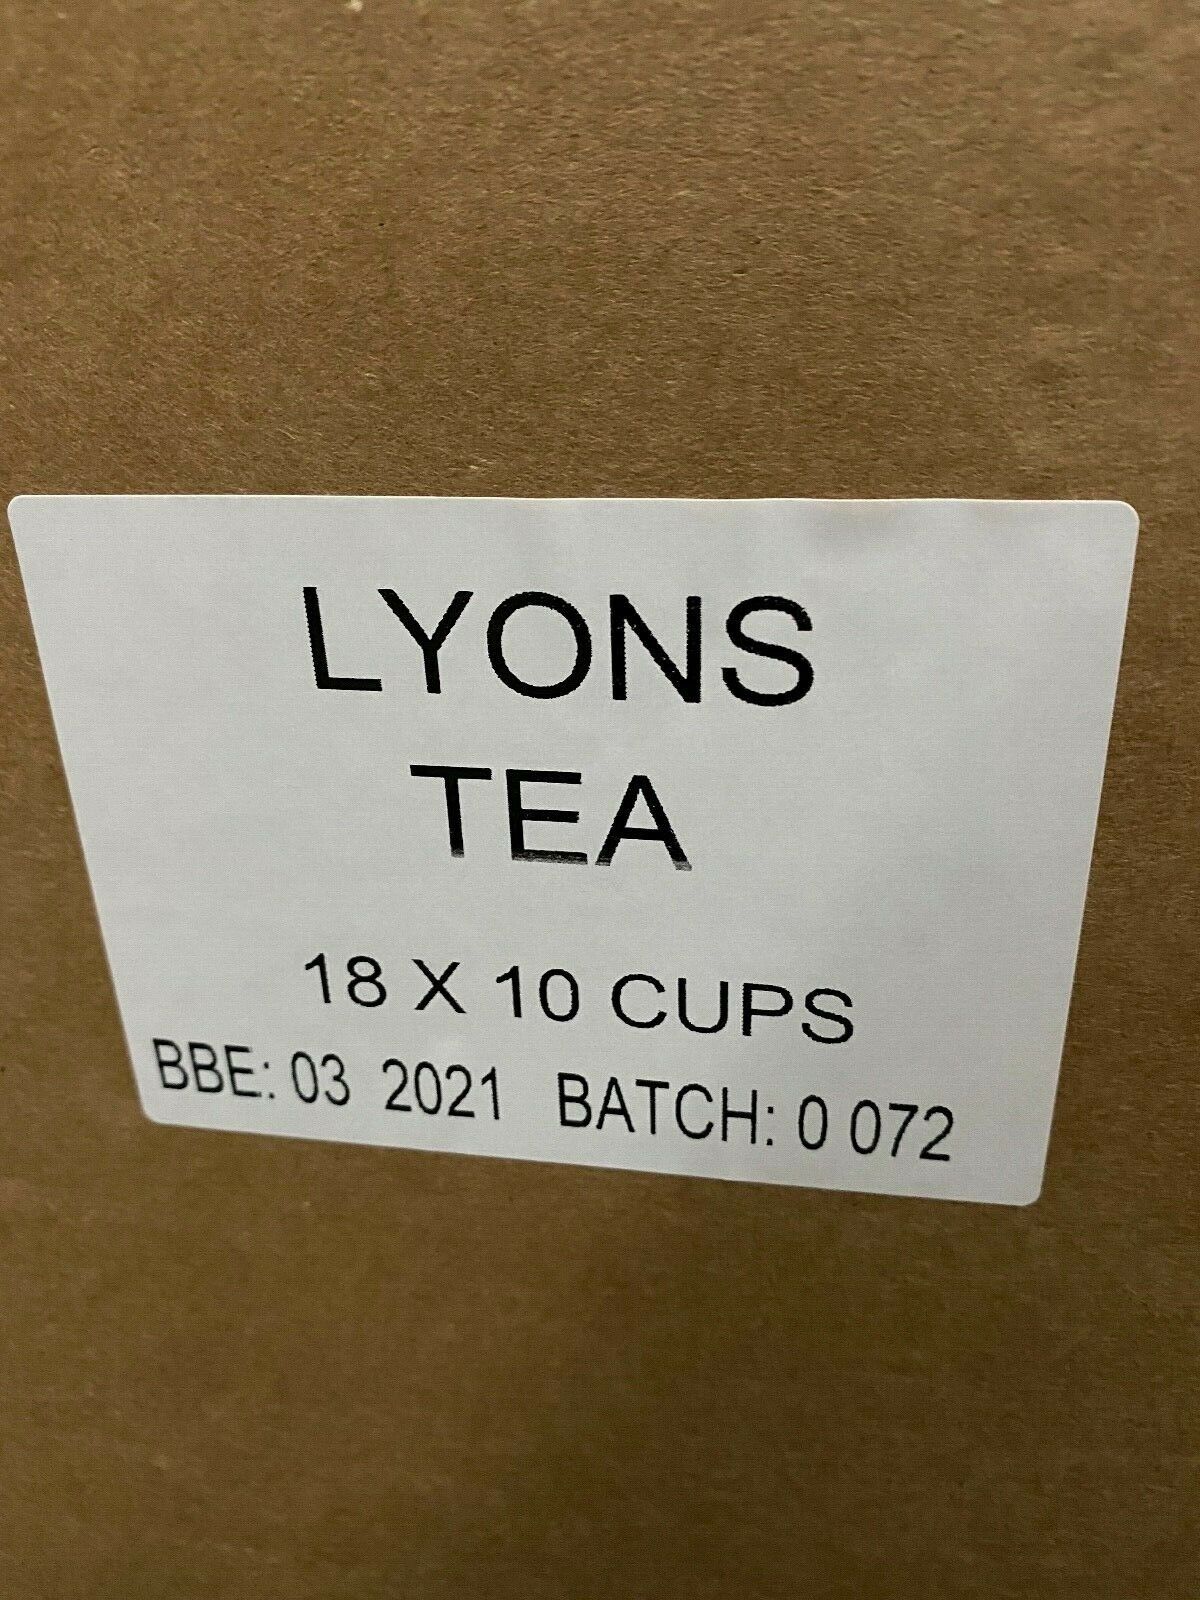 LYONS
TEA
18 X 10 CUPS
BBE: 03 2021 BATCH: 0 072